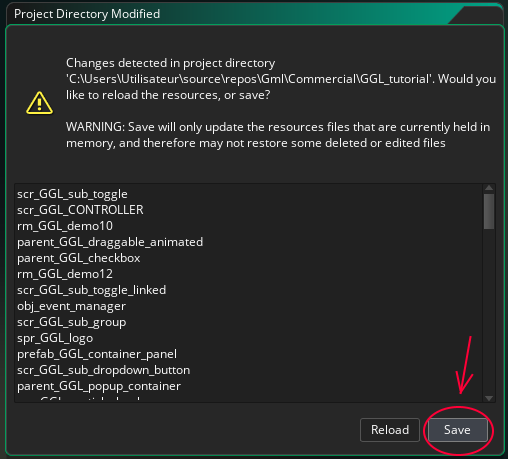 Project Directory Modified
Changes detected in project directory
'C:\Users\Utilisateur\source\repos\Gml\Commercial\GGL_tutorial'. Would you
like to reload the resources, or save?
WARNING: Save will only update the resources files that are currently held in
memory, and therefore may not restore some deleted or edited files
scr_GGL_sub_toggle
scr_GGL_CONTROLLER
rm_GGL_demo10
parent_GGL_draggable_animated
parent_GGL_checkbox
rm_GGL_demo12
scr_GGL_sub_toggle_linked
obj_event_manager
scr_GGL_sub_group
spr_GGL_logo
prefab_GGL_container_panel
scr_GGL_sub_dropdown_button
parent_GGL_popup_container
Reload
Save